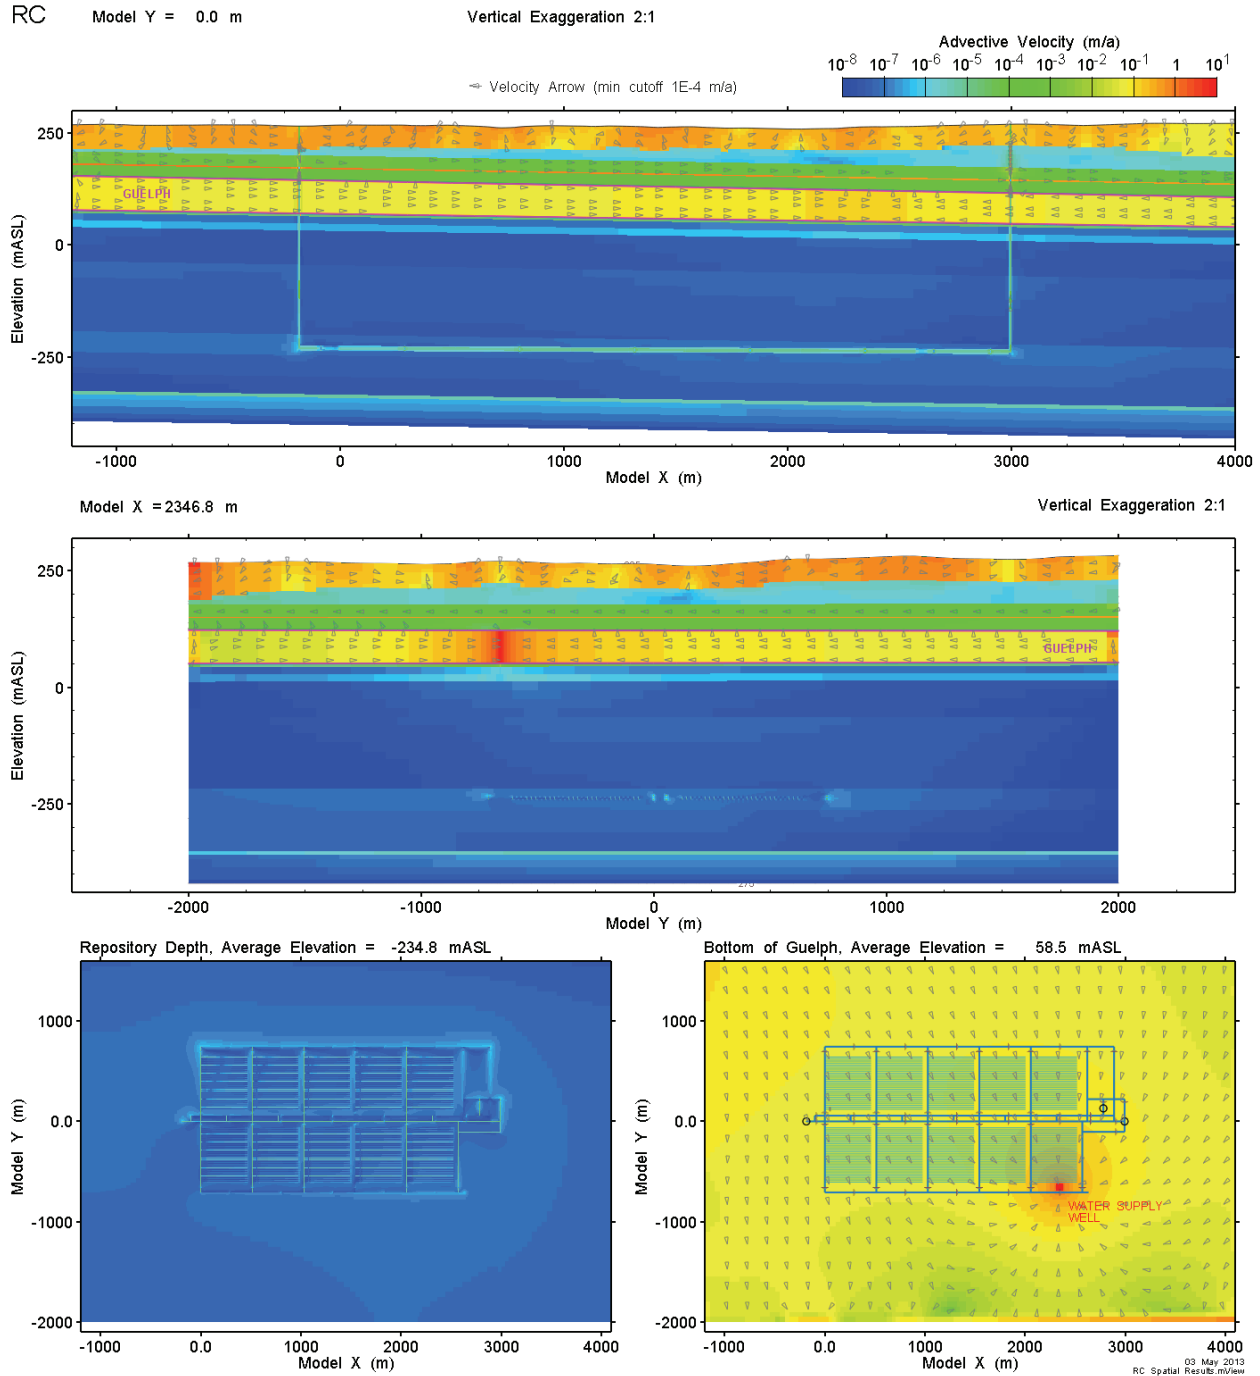 RC
Model Y = 0.0 m
Vertical Exaggeration 2:1
Advective Velocity (m/a)
10^-8 10^-7 10^-6 10^-5 10^-4 10^-3 10^-2 10^-1 1 10^1
Velocity Arrow (min cutoff 1E-4 m/a)
250
0
-250
Elevation (mASL)
GUELPH
-1000 0 1000 2000 3000 4000
Model X (m)
Model X = 2346.8 m
Vertical Exaggeration 2:1
250
0
-250
Elevation (mASL)
GUELPH
275
-2000 -1000 0 1000 2000
Model Y (m)
Repository Depth, Average Elevation = -234.8 mASL
1000
0.0
-1000
-2000
Model Y (m)
-1000 0.0 1000 2000 3000 4000
Model X (m)
Bottom of Guelph, Average Elevation = 58.5 mASL
1000
0.0
-1000
-2000
Model Y (m)
WATER SUPPLY
WELL
-1000 0.0 1000 2000 3000 4000
Model X (m)
03 May 2013
RC Spatial Results.mView